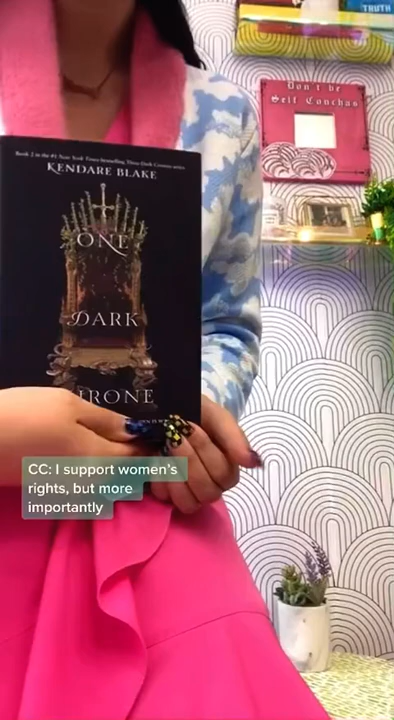 TRUTH
Don't be
Self Conchas
Book 2 in the #1 New York Times bestselling Three Dark Crowns series
KENDARE BLAKE
ONE
DARK
THRONE
CC: I support women's
rights, but more
importantly